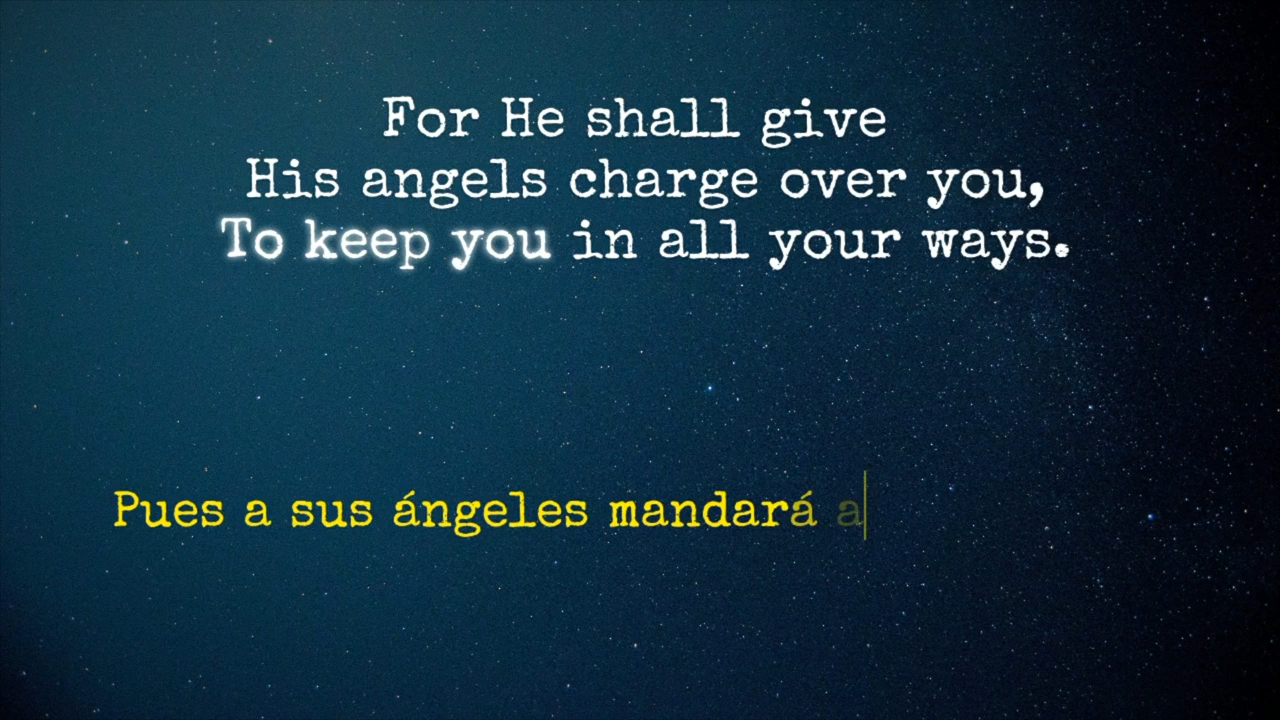 For He shall give
His angels charge over you,
To keep you in all your ways.
Pues a sus ángeles mandará a